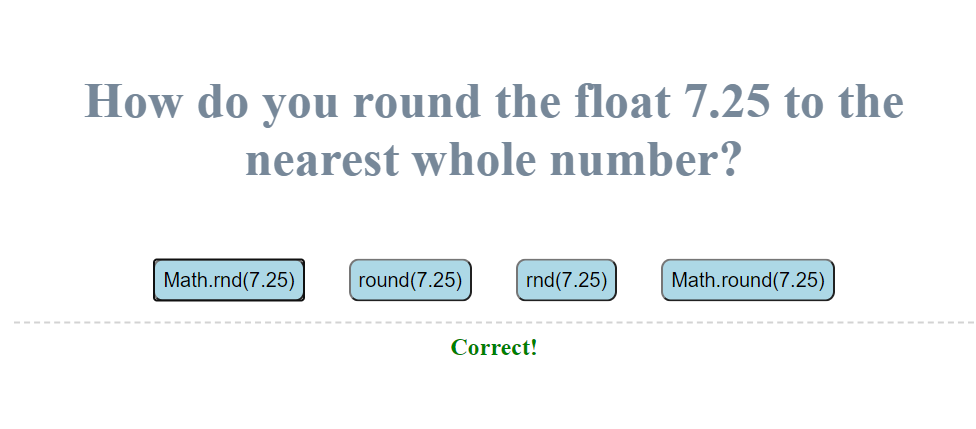 How do you round the float 7.25 to the
nearest whole number?
Math.rnd(7.25) round(7.25) rnd(7.25) Math.round(7.25)
Correct!